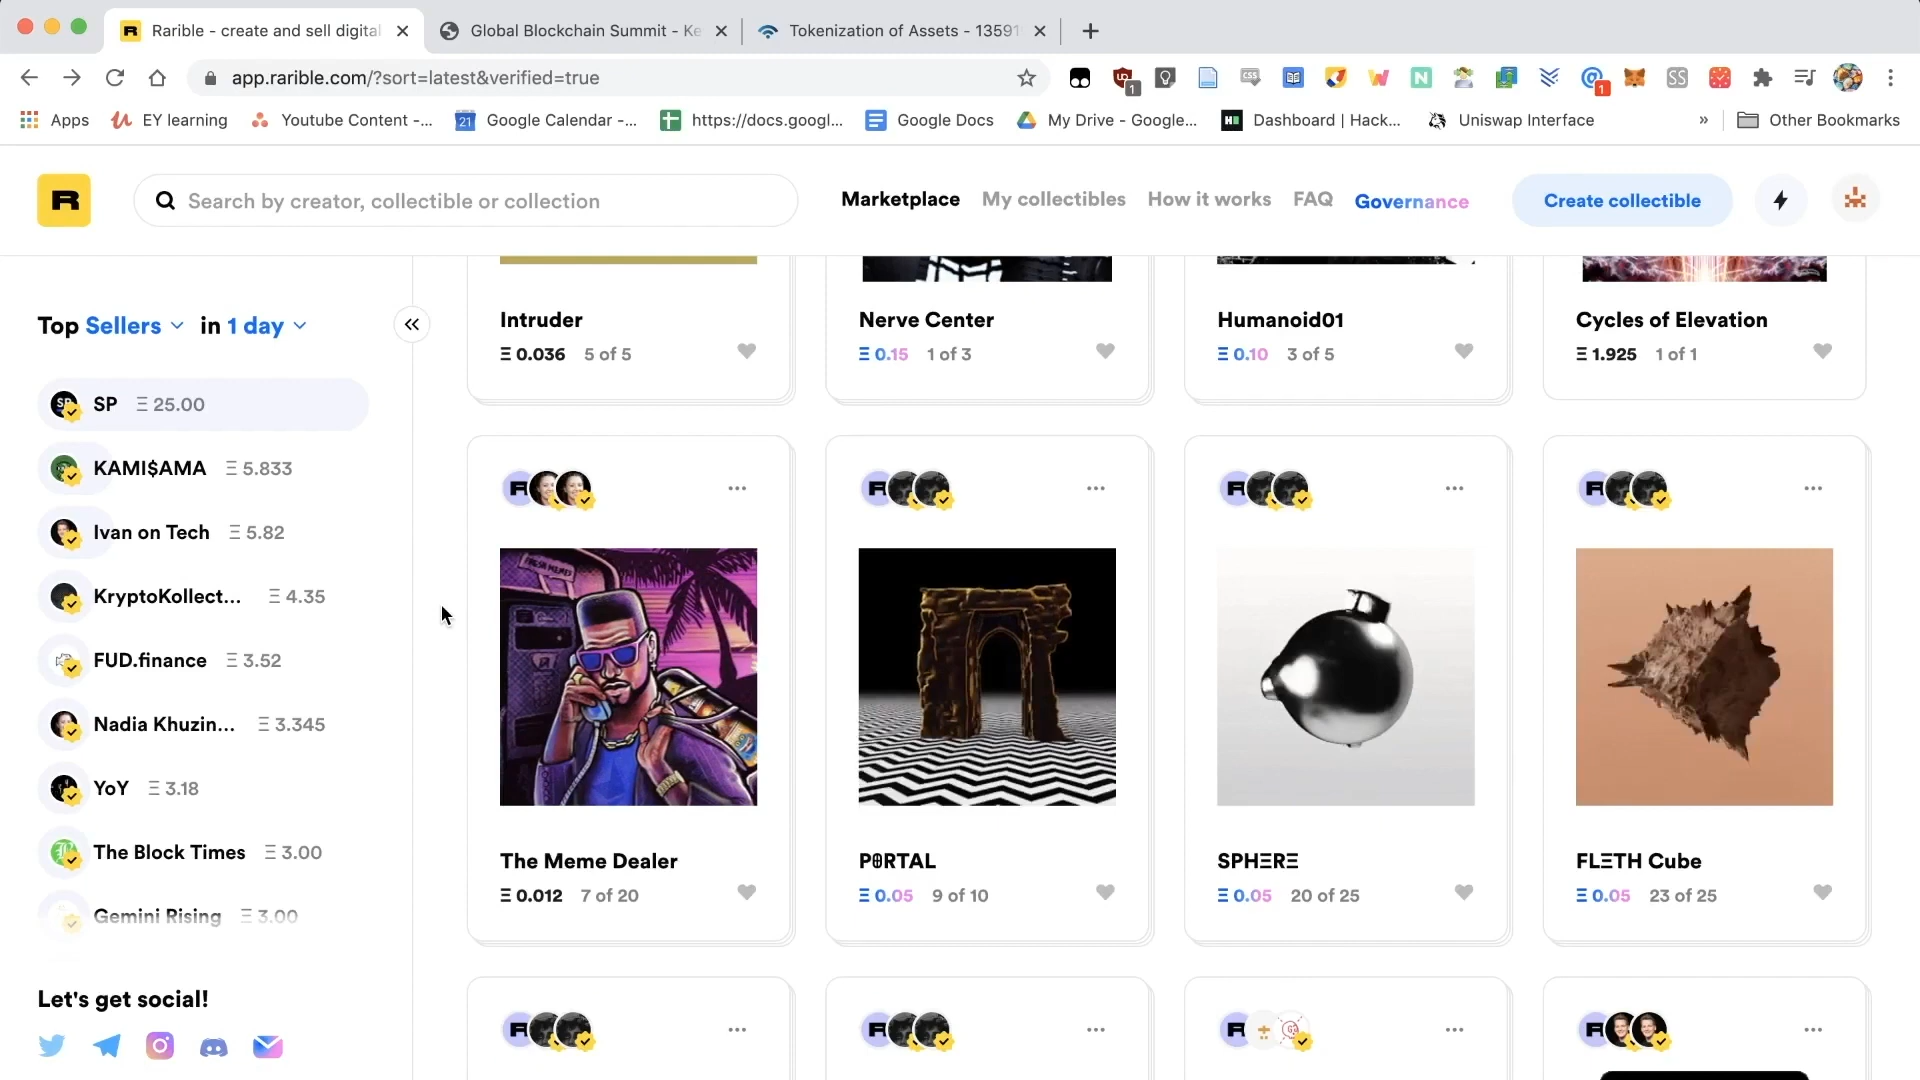 Rarible - create and sell digital
Global Blockchain Summit - Ke
Tokenization of Assets - 13591
app.rarible.com/?sort=latest&verified=true
1
1
Apps
EY learning
Youtube Content -...
21
Google Calendar -...
https://docs.googl...
Google Docs
My Drive - Google...
Dashboard | Hack...
Uniswap Interface
»
Other Bookmarks
R
Search by creator, collectible or collection
Marketplace
My collectibles
How it works
FAQ
Governance
Create collectible
Top Sellers in 1 day
SP Ξ 25.00
KAMI$AMA Ξ 5.833
Ivan on Tech Ξ 5.82
KryptoKollect... Ξ 4.35
FUD.finance Ξ 3.52
Nadia Khuzin... Ξ 3.345
YoY Ξ 3.18
The Block Times Ξ 3.00
Gemini Rising Ξ 3.00
Let's get social!
Intruder
Ξ 0.036 5 of 5
Nerve Center
Ξ 0.15 1 of 3
Humanoid01
Ξ 0.10 3 of 5
Cycles of Elevation
Ξ 1.925 1 of 1
FRESH MEMES
The Meme Dealer
Ξ 0.012 7 of 20
PꝊRTAL
Ξ 0.05 9 of 10
SPHΞRΞ
Ξ 0.05 20 of 25
FLΞTH Cube
Ξ 0.05 23 of 25